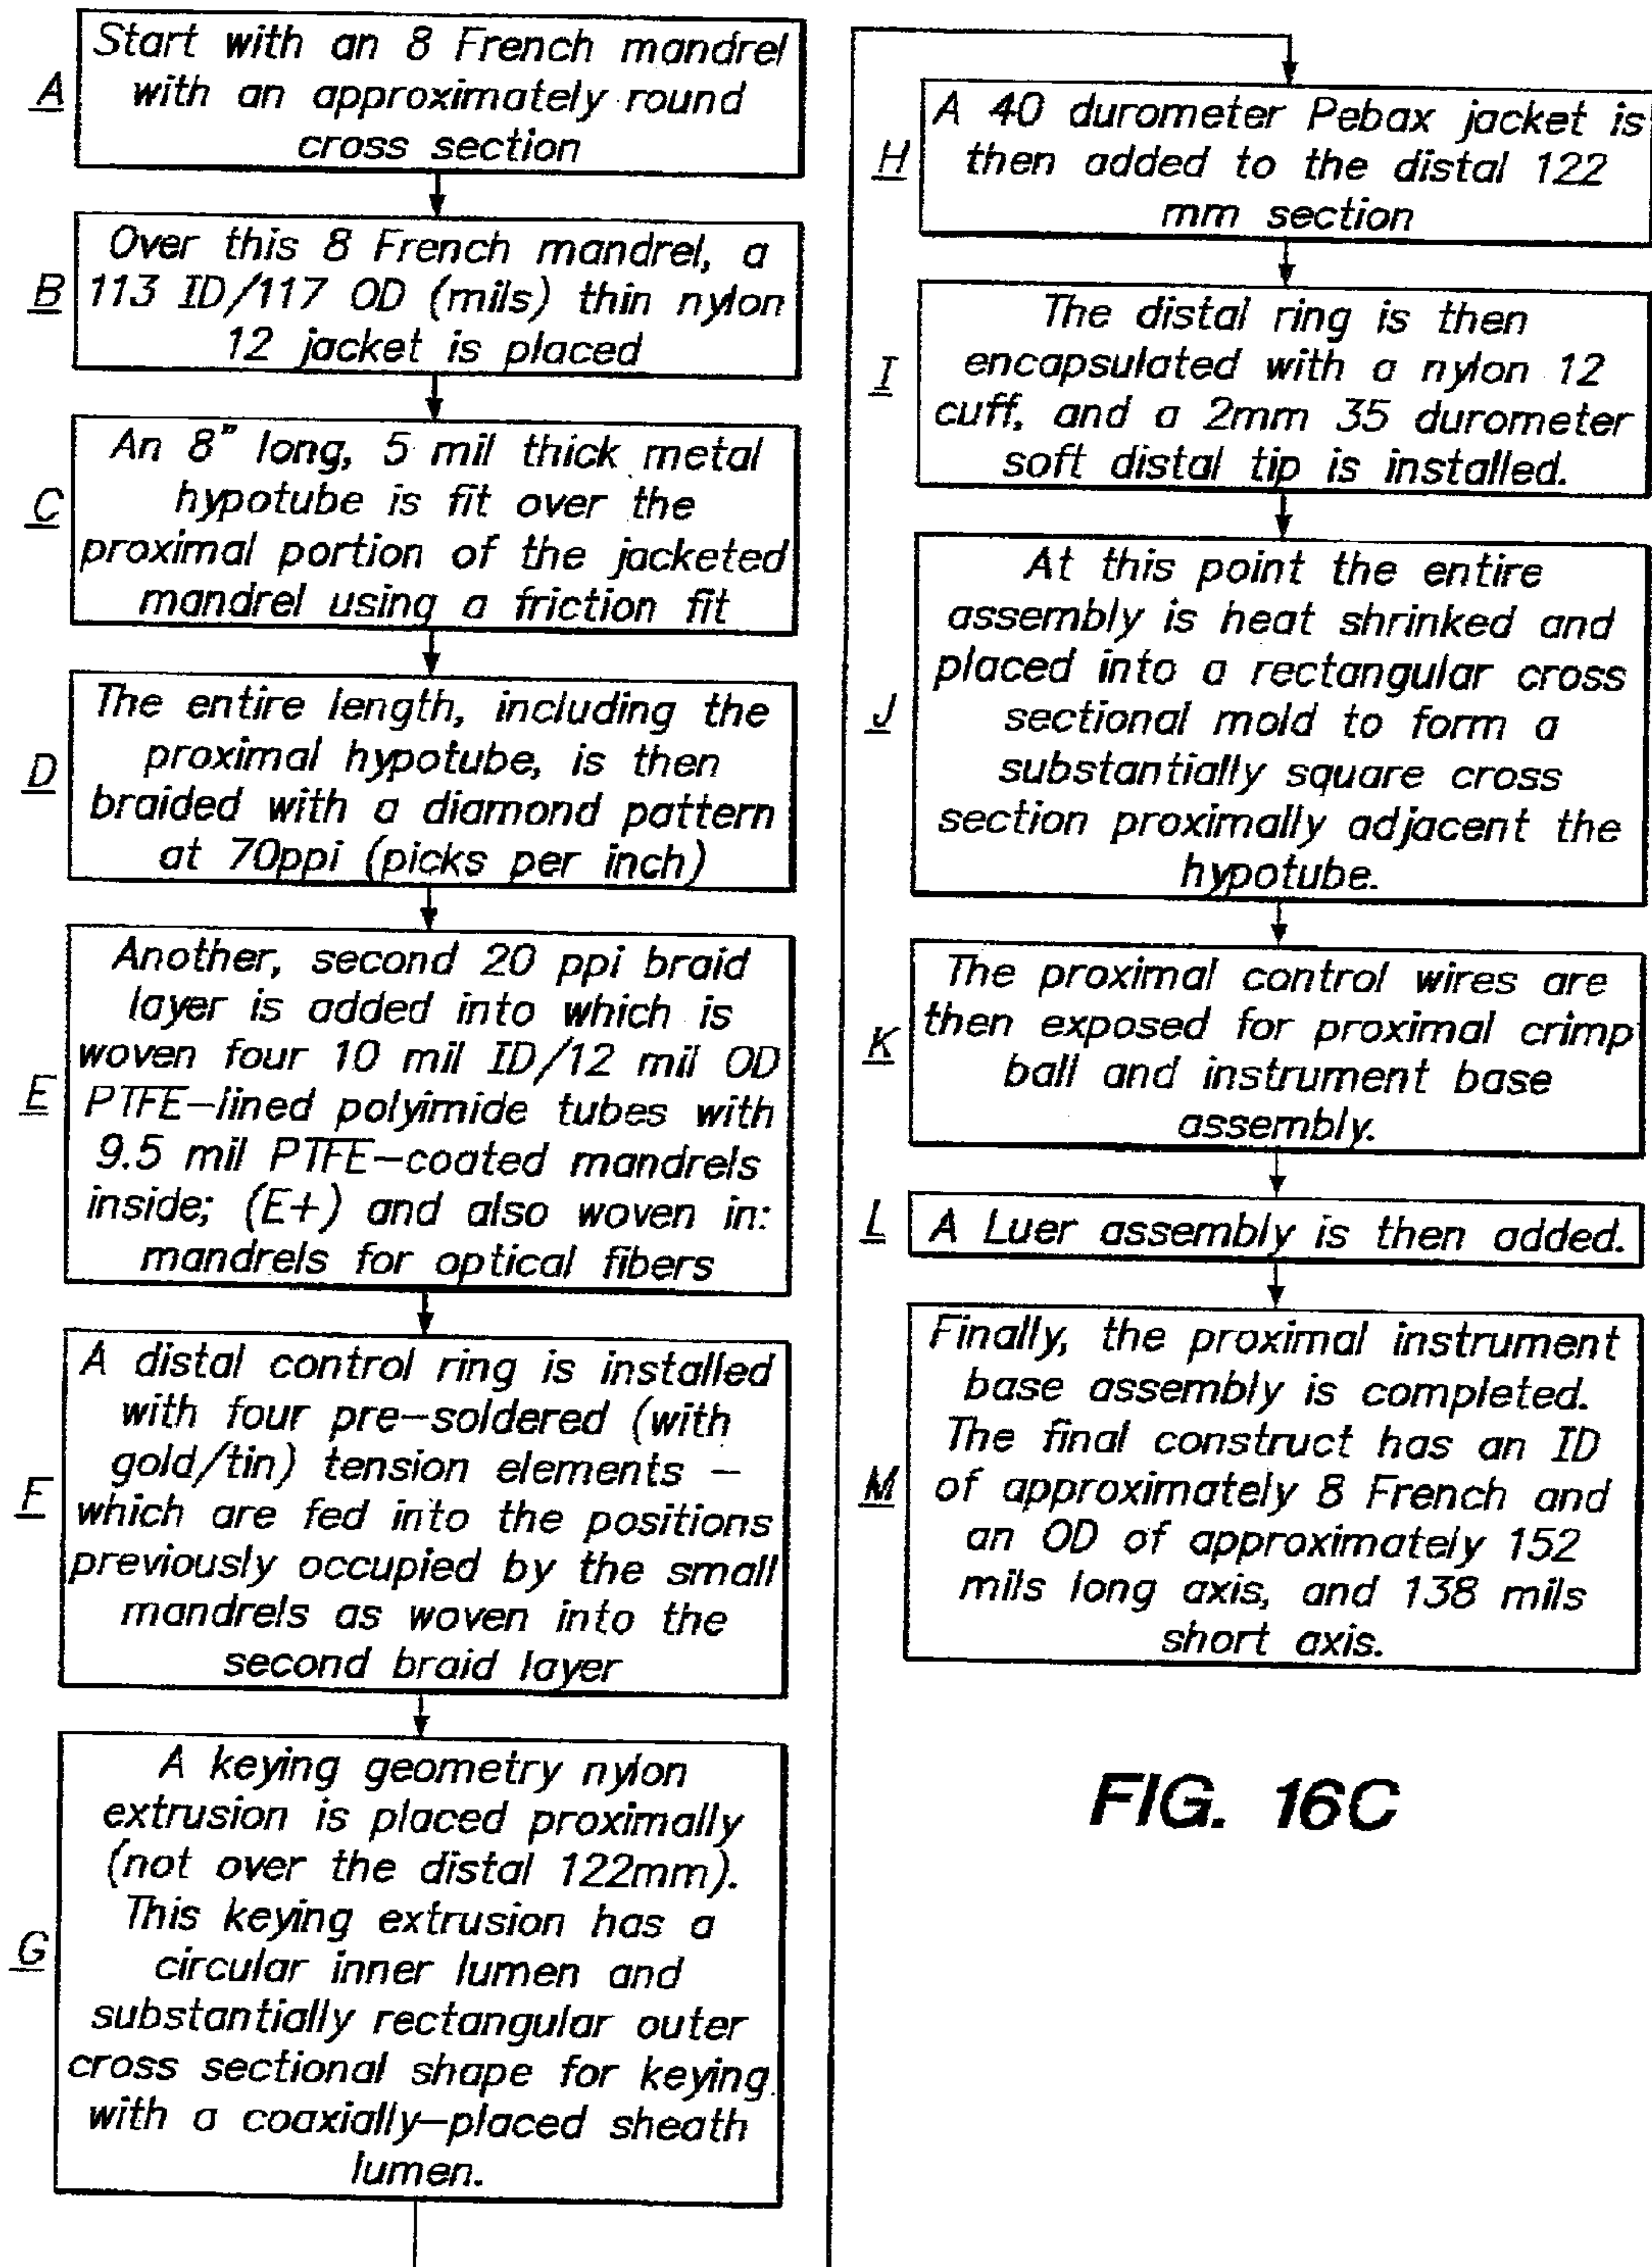 A
Start with an 8 French mandrel
with an approximately round
cross section
B
Over this 8 French mandrel, a
113 ID/117 OD (mils) thin nylon
12 jacket is placed
C
An 8" long, 5 mil thick metal
hypotube is fit over the
proximal portion of the jacketed
mandrel using a friction fit
D
The entire length, including the
proximal hypotube, is then
braided with a diamond pattern
at 70ppi (picks per inch)
E
Another, second 20 ppi braid
layer is added into which is
woven four 10 mil ID/12 mil OD
PTFE-lined polyimide tubes with
9.5 mil PTFE-coated mandrels
inside; (E+) and also woven in:
mandrels for optical fibers
F
A distal control ring is installed
with four pre-soldered (with
gold/tin) tension elements -
which are fed into the positions
previously occupied by the small
mandrels as woven into the
second braid layer
G
A keying geometry nylon
extrusion is placed proximally
(not over the distal 122mm).
This keying extrusion has a
circular inner lumen and
substantially rectangular outer
cross sectional shape for keying
with a coaxially-placed sheath
lumen.
H
A 40 durometer Pebax jacket is
then added to the distal 122
mm section
I
The distal ring is then
encapsulated with a nylon 12
cuff, and a 2mm 35 durometer
soft distal tip is installed.
J
At this point the entire
assembly is heat shrinked and
placed into a rectangular cross
sectional mold to form a
substantially square cross
section proximally adjacent the
hypotube.
K
The proximal control wires are
then exposed for proximal crimp
ball and instrument base
assembly.
L
A Luer assembly is then added.
M
Finally, the proximal instrument
base assembly is completed.
The final construct has an ID
of approximately 8 French and
an OD of approximately 152
mils long axis, and 138 mils
short axis.
FIG. 16C